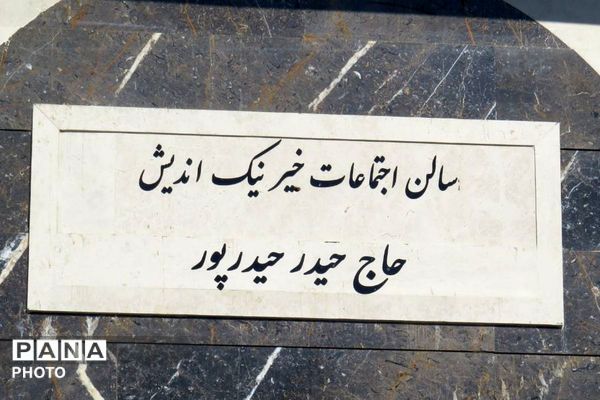 سالن اجتماعات خیر نیک اندیش
حاج حیدر حیدرپور
PANA
PHOTO